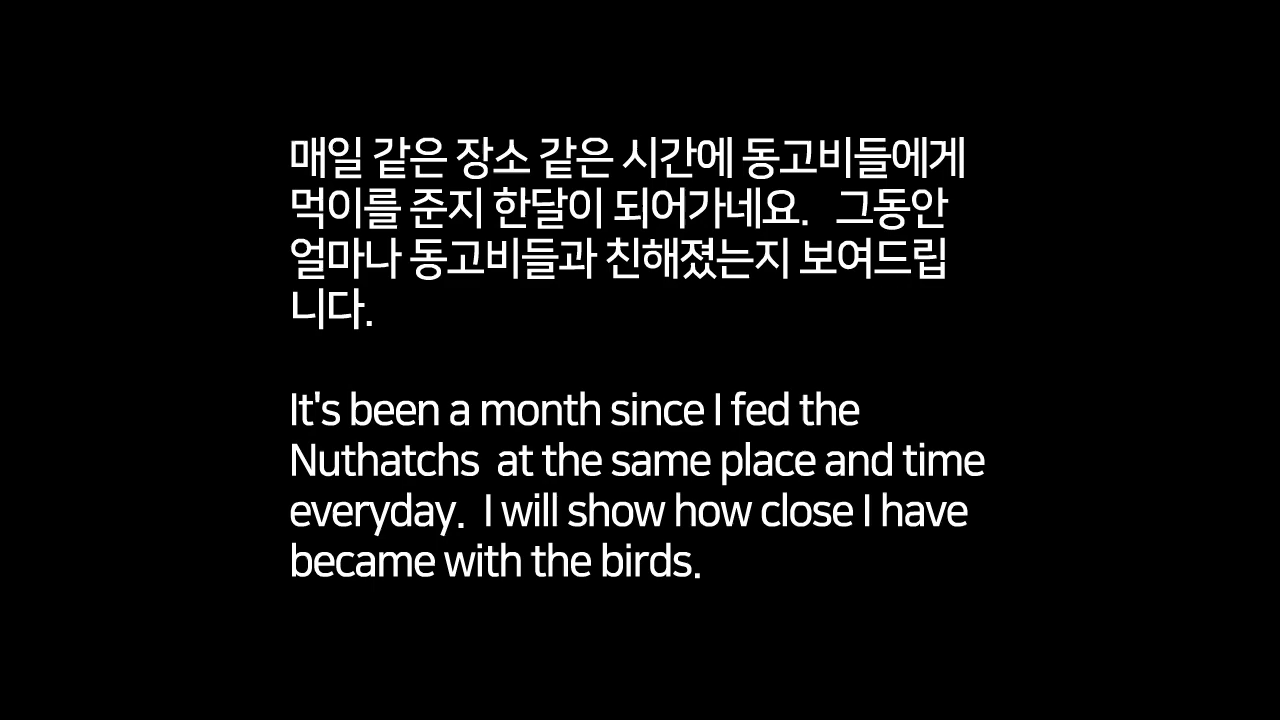 매일 같은 장소 같은 시간에 동고비들에게
먹이를 준지 한달이 되어가네요.   그동안
얼마나 동고비들과 친해졌는지 보여드립
니다.
It's been a month since I fed the
Nuthatchs  at the same place and time
everyday.  I will show how close I have
became with the birds.